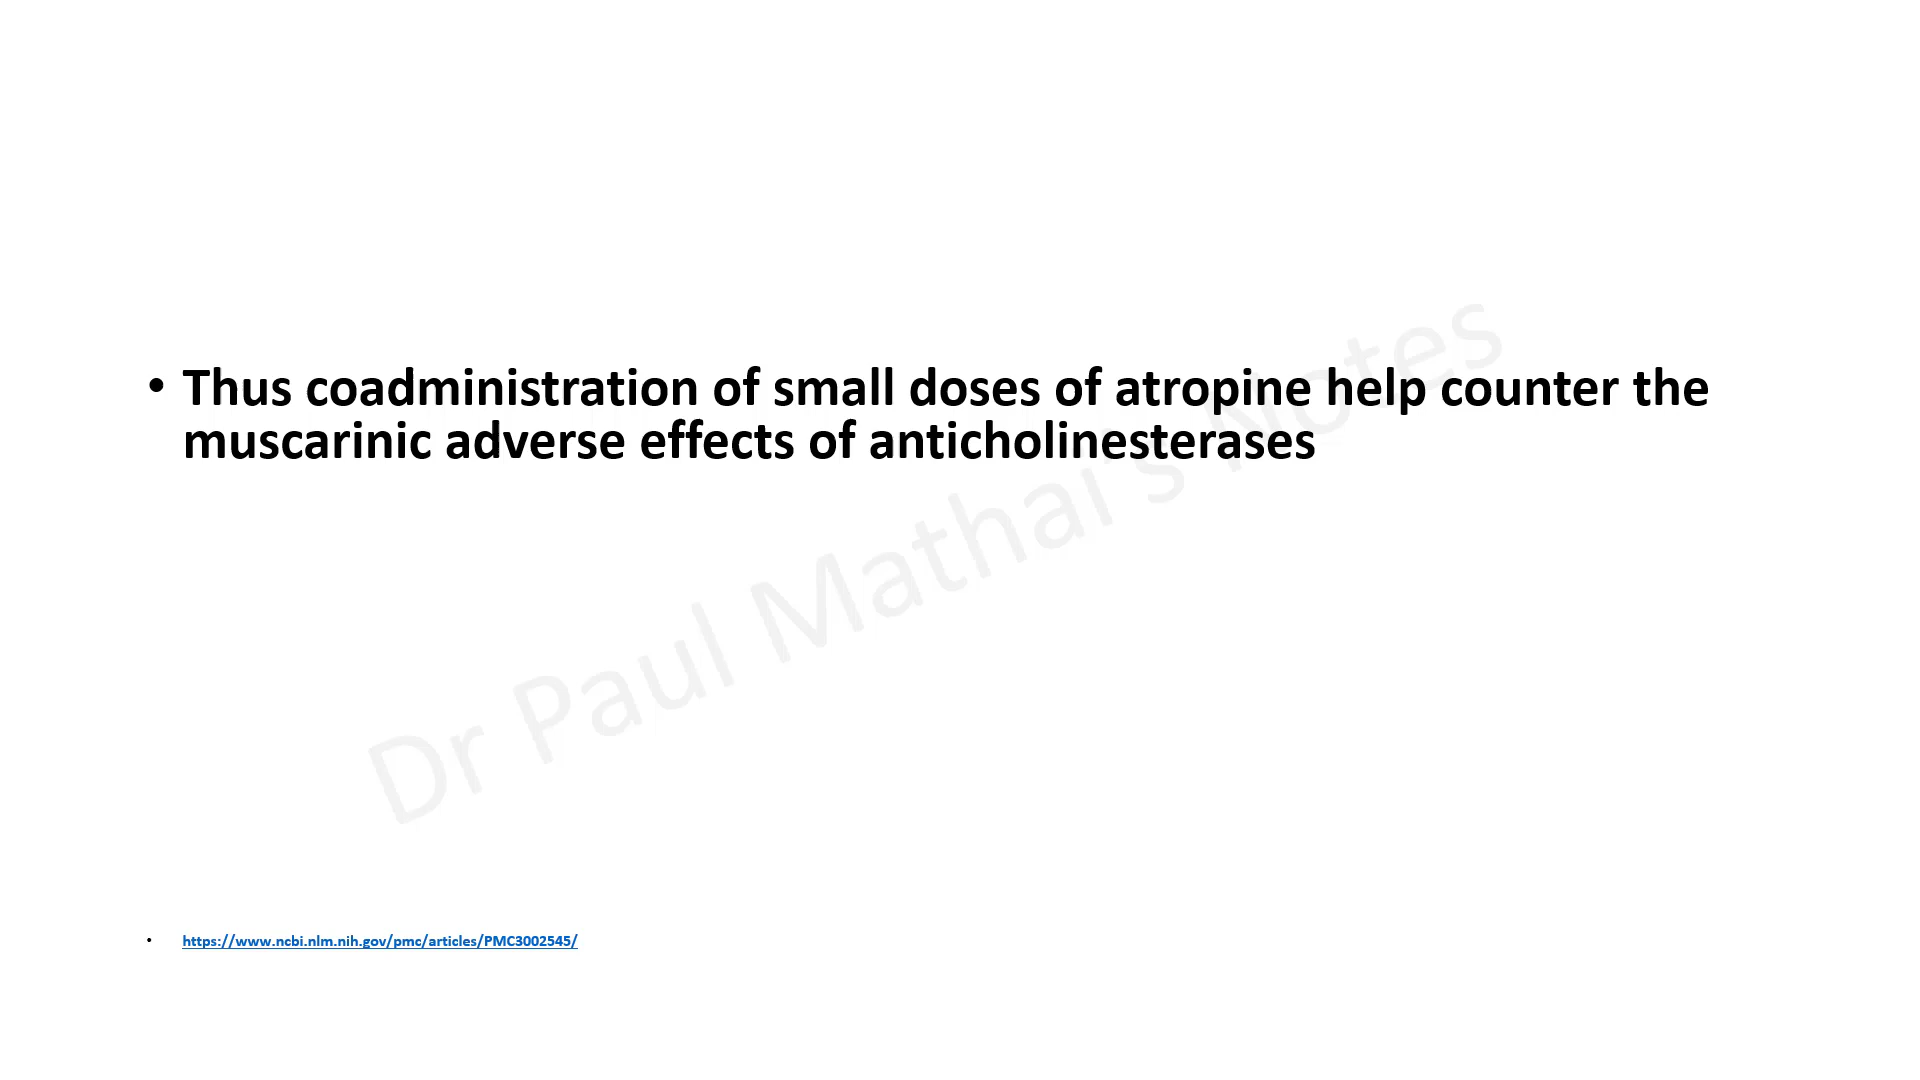 • Thus coadministration of small doses of atropine help counter the
muscarinic adverse effects of anticholinesterases
Dr Paul Mathai's Notes
• https://www.ncbi.nlm.nih.gov/pmc/articles/PMC3002545/